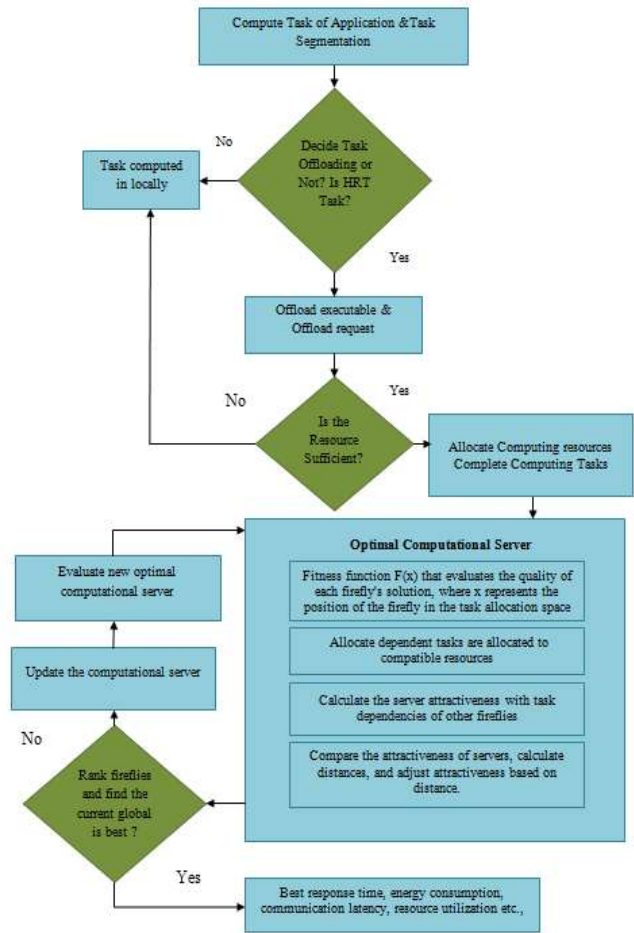 Compute Task of Application &Task
Segmentation
No
Decide Task
Offloading or
Not? Is HRT
Task?
Task computed
in locally
Yes
Offload executable &
Offload request
No
Yes
Is the
Resource
Sufficient?
Allocate Computing resources
Complete Computing Tasks
Optimal Computational Server
Fitness function F(x) that evaluates the quality of
each firefly's solution, where x represents the
position of the firefly in the task allocation space
Allocate dependent tasks are allocated to
compatible resources
Calculate the server attractiveness with task
dependencies of other fireflies
Compare the attractiveness of servers, calculate
distances, and adjust attractiveness based on
distance.
Evaluate new optimal
computational server
Update the computational server
No
Rank fireflies
and find the
current global
is best ?
Yes
Best response time, energy consumption,
communication latency, resource utilization etc.,